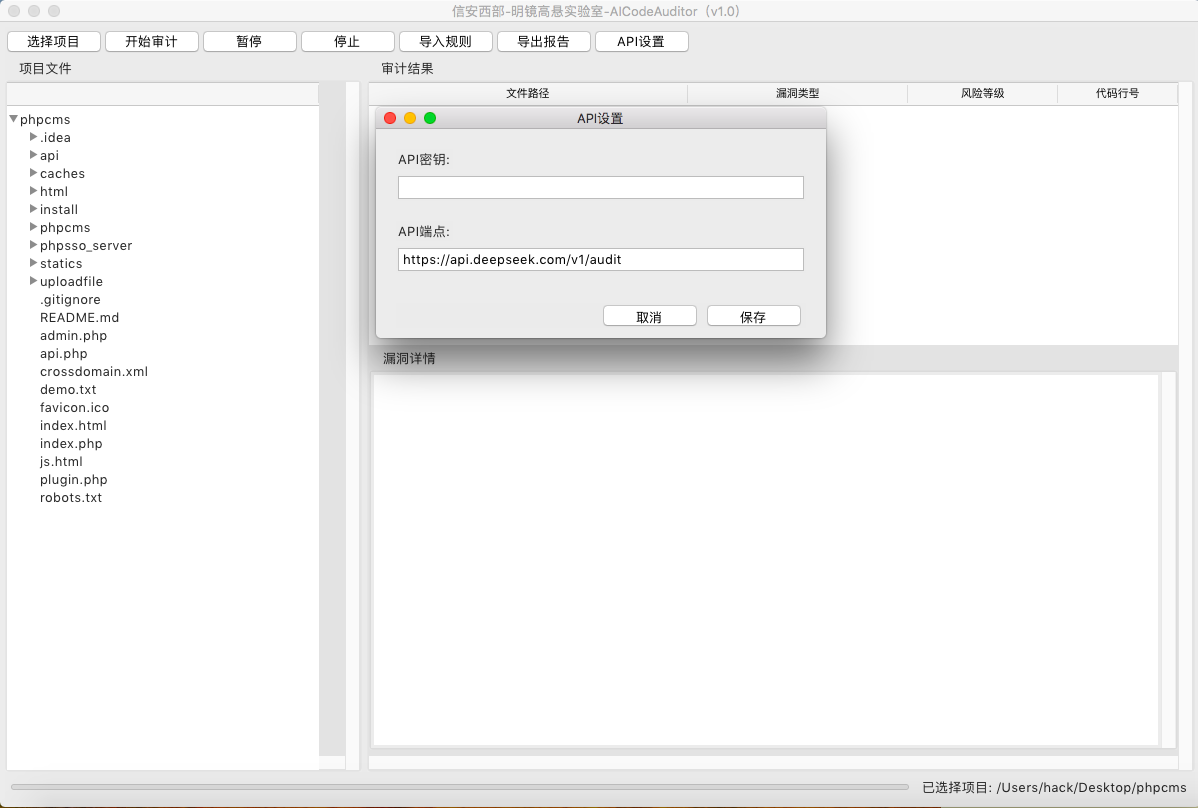 信安西部-明镜高悬实验室-AICodeAuditor（v1.0）
选择项目 开始审计 暂停 停止 导入规则 导出报告 API设置
项目文件
审计结果
文件路径 漏洞类型 风险等级 代码行号
phpcms
.idea
api
caches
html
install
phpcms
phpsso_server
statics
uploadfile
.gitignore
README.md
admin.php
api.php
crossdomain.xml
demo.txt
favicon.ico
index.html
index.php
js.html
plugin.php
robots.txt
API设置
API密钥:
API端点:
https://api.deepseek.com/v1/audit
取消 保存
漏洞详情
已选择项目: /Users/hack/Desktop/phpcms